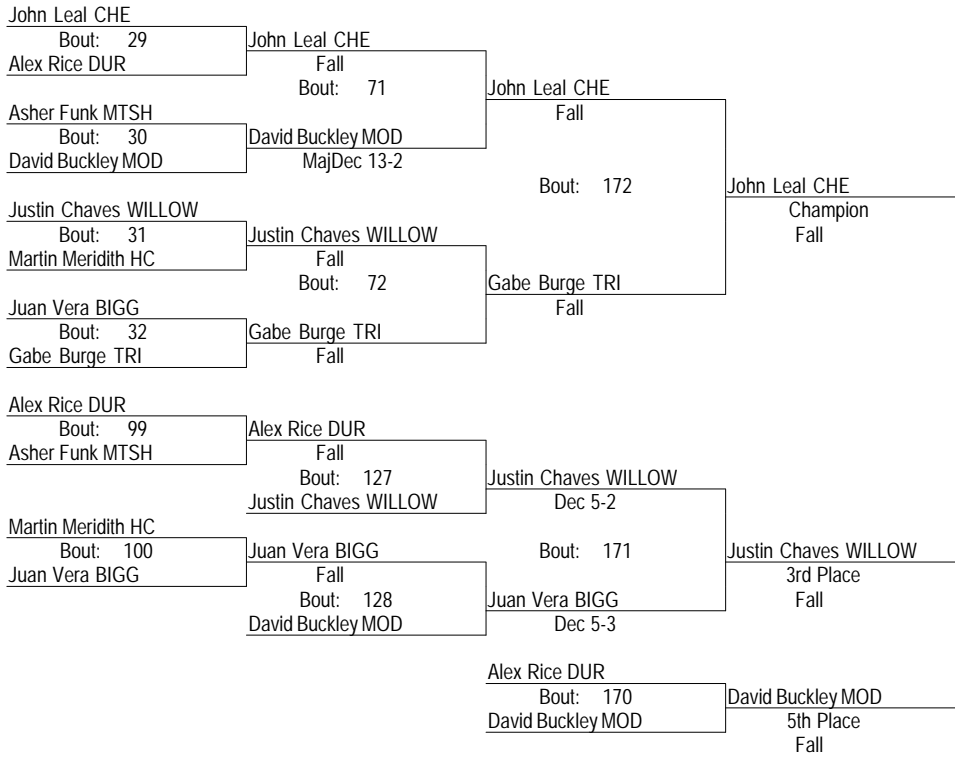 John Leal CHE
Bout: 29
Alex Rice DUR
John Leal CHE
Fall
Bout: 71
Asher Funk MTSH
Bout: 30
David Buckley MOD
David Buckley MOD
MajDec 13-2
John Leal CHE
Fall
Bout: 172
Justin Chaves WILLOW
Bout: 31
Martin Meridith HC
Justin Chaves WILLOW
Fall
Bout: 72
Juan Vera BIGG
Bout: 32
Gabe Burge TRI
Gabe Burge TRI
Fall
Gabe Burge TRI
Fall
John Leal CHE
Champion
Fall
Alex Rice DUR
Bout: 99
Asher Funk MTSH
Alex Rice DUR
Fall
Bout: 127
Justin Chaves WILLOW
Justin Chaves WILLOW
Dec 5-2
Bout: 171
Martin Meridith HC
Bout: 100
Juan Vera BIGG
Juan Vera BIGG
Fall
Bout: 128
David Buckley MOD
Juan Vera BIGG
Dec 5-3
Justin Chaves WILLOW
3rd Place
Fall
Alex Rice DUR
Bout: 170
David Buckley MOD
David Buckley MOD
5th Place
Fall